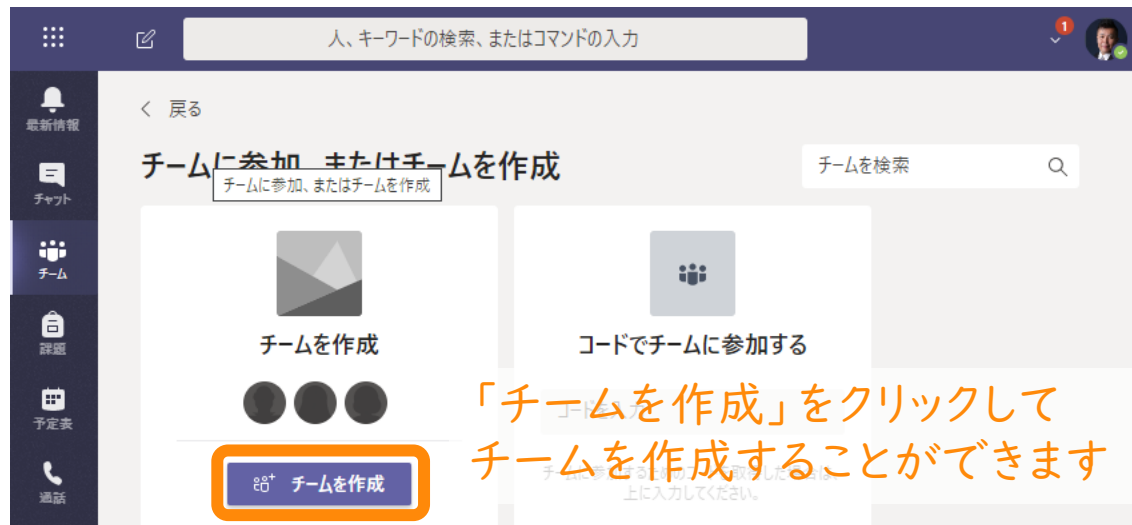 人、キーワードの検索、またはコマンドの入力
1
最新情報
チャット
チーム
課題
予定表
通話
< 戻る
チームに参加、またはチームを作成
チームに参加、またはチームを作成
チームを検索
チームを作成
チームを作成
コードでチームに参加する
コードを入力
上に入力してください。
「チームを作成」をクリックして
チームを作成することができます